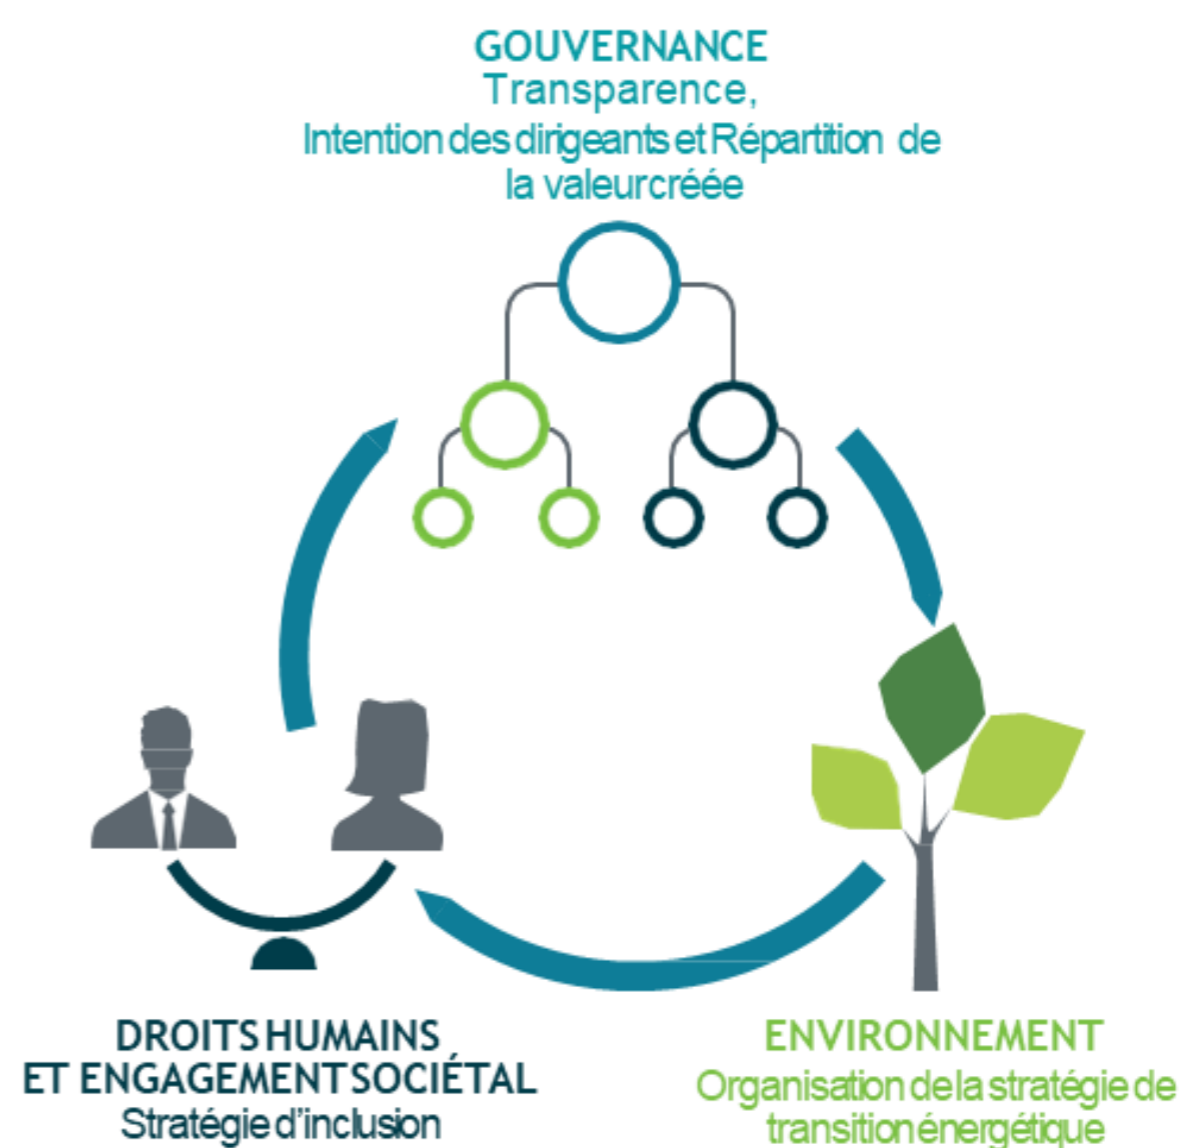 GOUVERNANCE
Transparence,
Intention des dirigeants et Répartition de
la valeur créée
DROITS HUMAINS
ET ENGAGEMENT SOCIÉTAL
Stratégie d'inclusion
ENVIRONNEMENT
Organisation de la stratégie de
transition énergétique